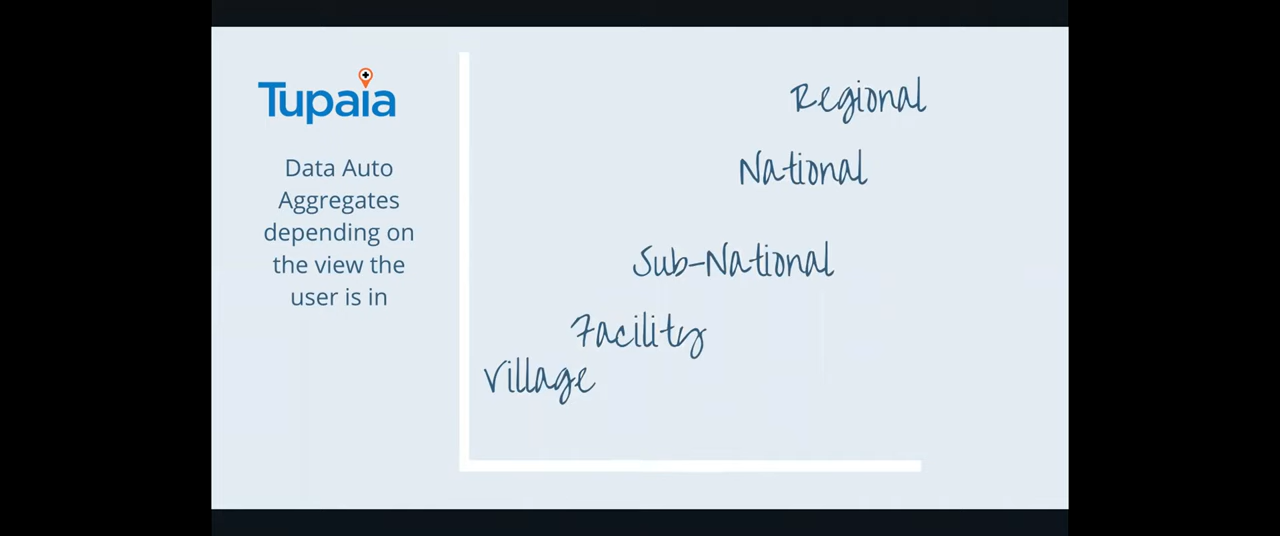 Tupaia
Data Auto
Aggregates
depending on
the view the
user is in
Regional
National
Sub-National
Facility
Village